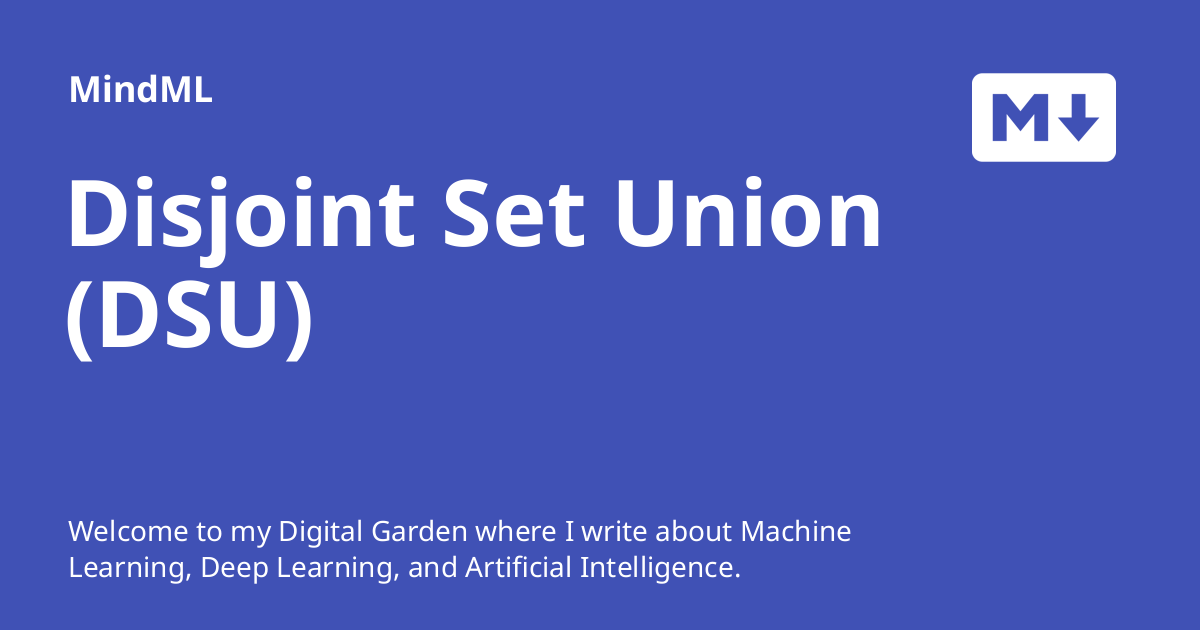 MindML
M
Disjoint Set Union
(DSU)
Welcome to my Digital Garden where I write about Machine
Learning, Deep Learning, and Artificial Intelligence.